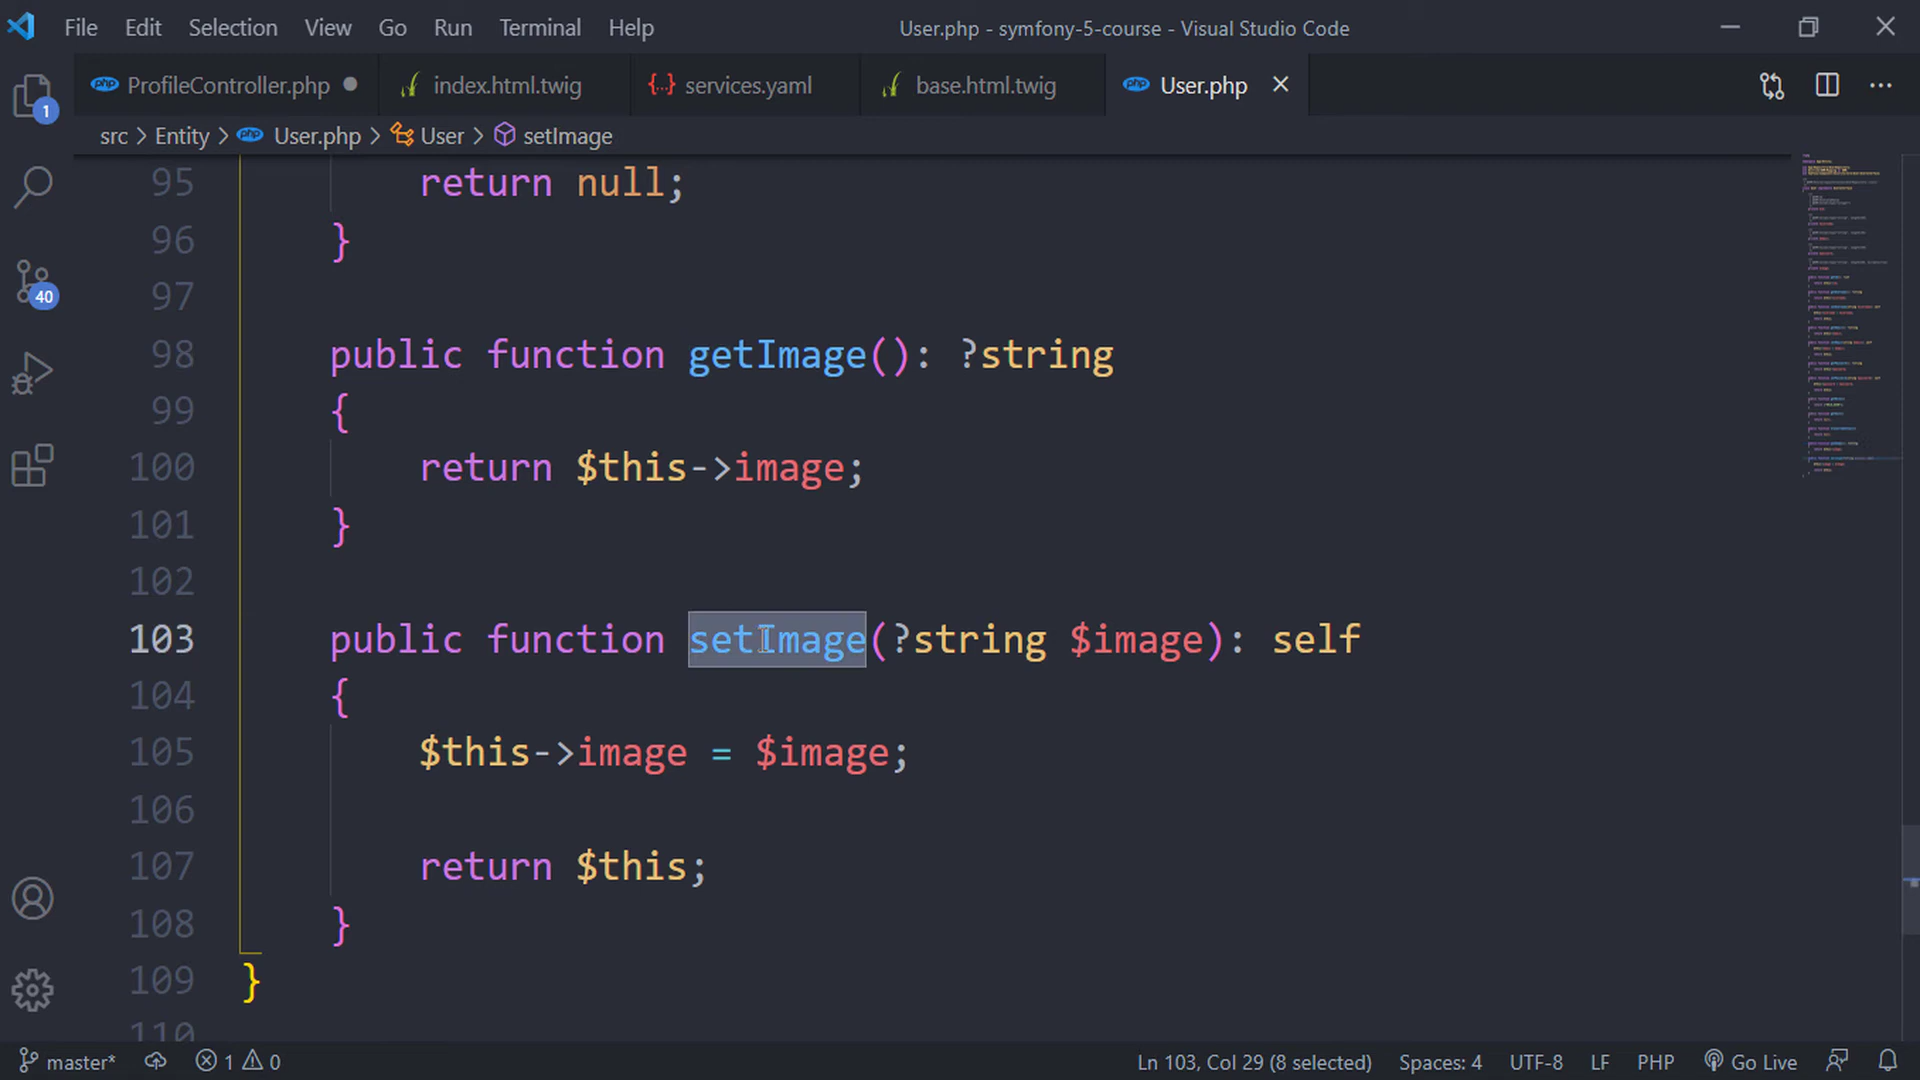 File Edit Selection View Go Run Terminal Help User.php - symfony-5-course - Visual Studio Code
php ProfileController.php index.html.twig {..} services.yaml base.html.twig php User.php
src > Entity > php User.php > User > setImage
1
40
95 return null;
96 }
97
98 public function getImage(): ?string
99 {
100 return $this->image;
101 }
102
103 public function setImage(?string $image): self
104 {
105 $this->image = $image;
106
107 return $this;
108 }
109 }
110
master* 1 0 Ln 103, Col 29 (8 selected) Spaces: 4 UTF-8 LF PHP Go Live